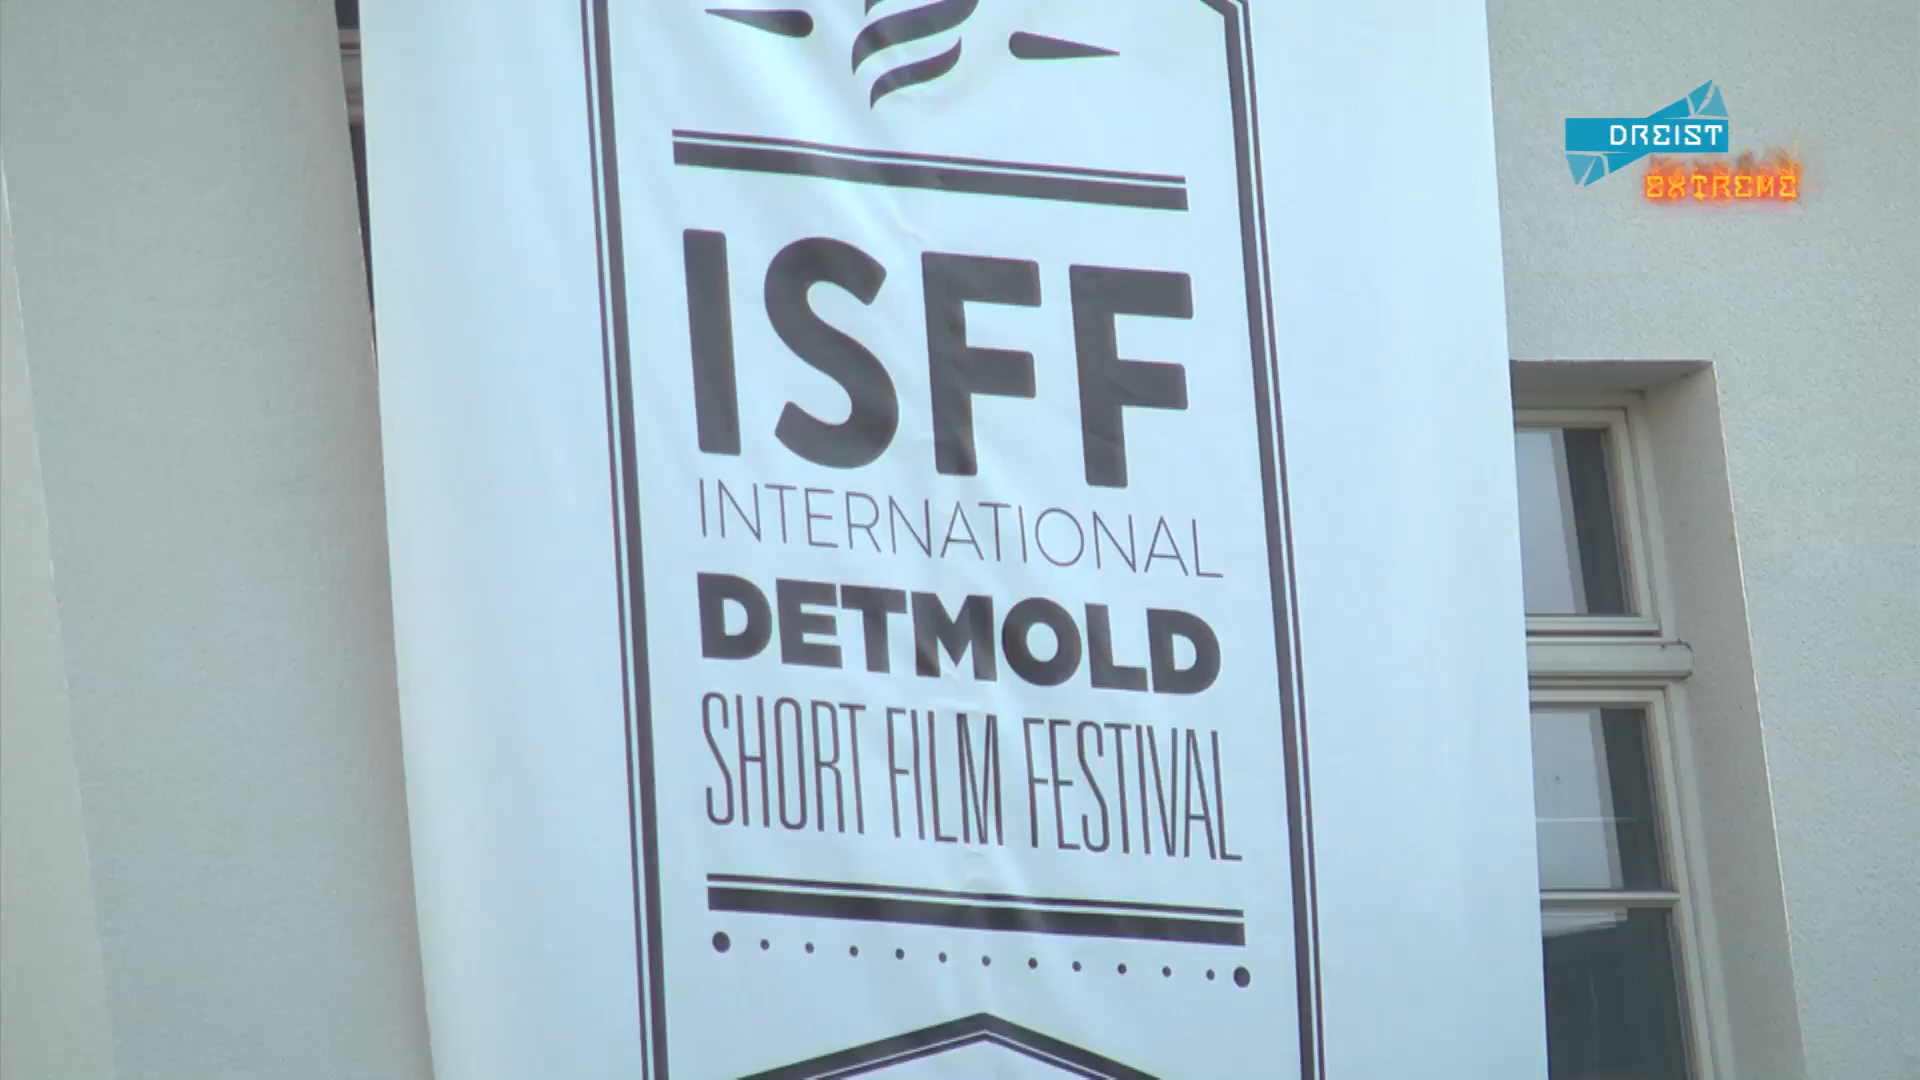 DREIST
EXTREME
ISFF
INTERNATIONAL
DETMOLD
SHORT FILM FESTIVAL